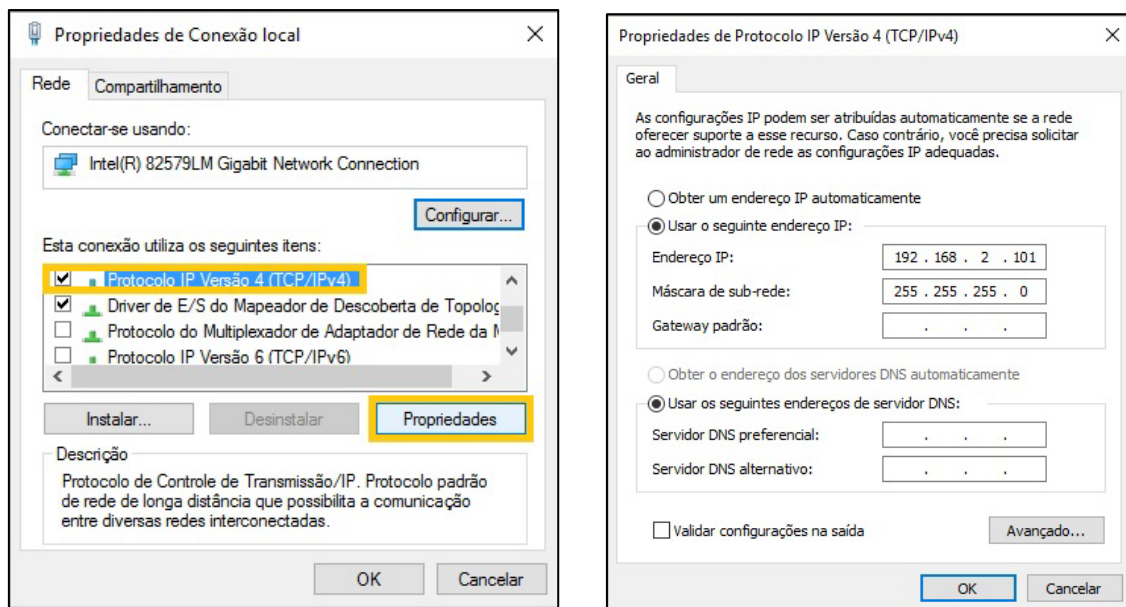 Propriedades de Conexão local
Rede
Compartilhamento
Conectar-se usando:
Intel(R) 82579LM Gigabit Network Connection
Configurar...
Esta conexão utiliza os seguintes itens:
Protocolo IP Versão 4 (TCP/IPv4)
Driver de E/S do Mapeador de Descoberta de Topolog
Protocolo do Multiplexador de Adaptador de Rede da M
Protocolo IP Versão 6 (TCP/IPv6)
Instalar...
Desinstalar
Propriedades
Descrição
Protocolo de Controle de Transmissão/IP. Protocolo padrão
de rede de longa distância que possibilita a comunicação
entre diversas redes interconectadas.
OK
Cancelar
Propriedades de Protocolo IP Versão 4 (TCP/IPv4)
Geral
As configurações IP podem ser atribuídas automaticamente se a rede
oferecer suporte a esse recurso. Caso contrário, você precisa solicitar
ao administrador de rede as configurações IP adequadas.
Obter um endereço IP automaticamente
Usar o seguinte endereço IP:
Endereço IP:
192 . 168 . 2 . 101
Máscara de sub-rede:
255 . 255 . 255 . 0
Gateway padrão:
. . .
Obter o endereço dos servidores DNS automaticamente
Usar os seguintes endereços de servidor DNS:
Servidor DNS preferencial:
. . .
Servidor DNS alternativo:
. . .
Validar configurações na saída
Avançado...
OK
Cancelar